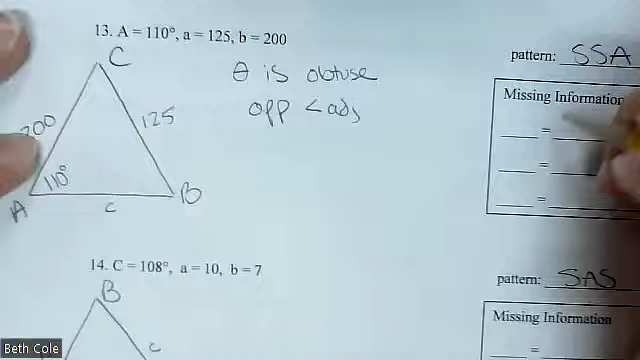 13. A = 110°, a = 125, b = 200
pattern: SSA
C
θ is obtuse
opp < adj
Missing Information
200
125
110°
A
c
B
=
=
=
14. C = 108°, a = 10, b = 7
pattern: SAS
B
Missing Information
c
=
Beth Cole